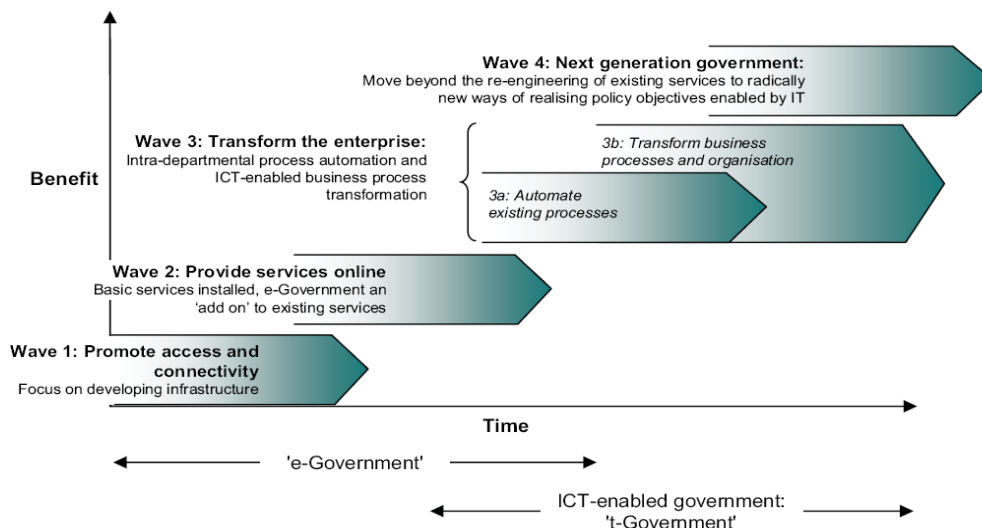 Wave 4: Next generation government:
Move beyond the re-engineering of existing services to radically
new ways of realising policy objectives enabled by IT
Wave 3: Transform the enterprise:
Intra-departmental process automation and
ICT-enabled business process
transformation
3b: Transform business
processes and organisation
3a: Automate
existing processes
Benefit
Wave 2: Provide services online
Basic services installed, e-Government an
‘add on’ to existing services
Wave 1: Promote access and
connectivity
Focus on developing infrastructure
Time
'e-Government'
ICT-enabled government:
't-Government'